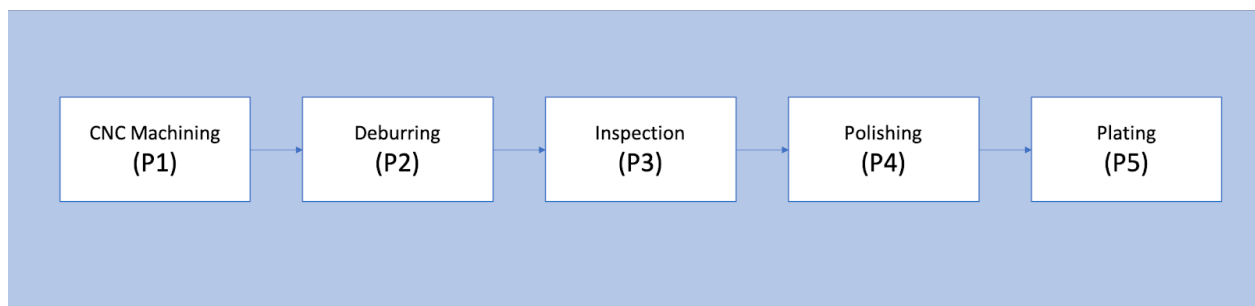 CNC Machining
(P1)
Deburring
(P2)
Inspection
(P3)
Polishing
(P4)
Plating
(P5)